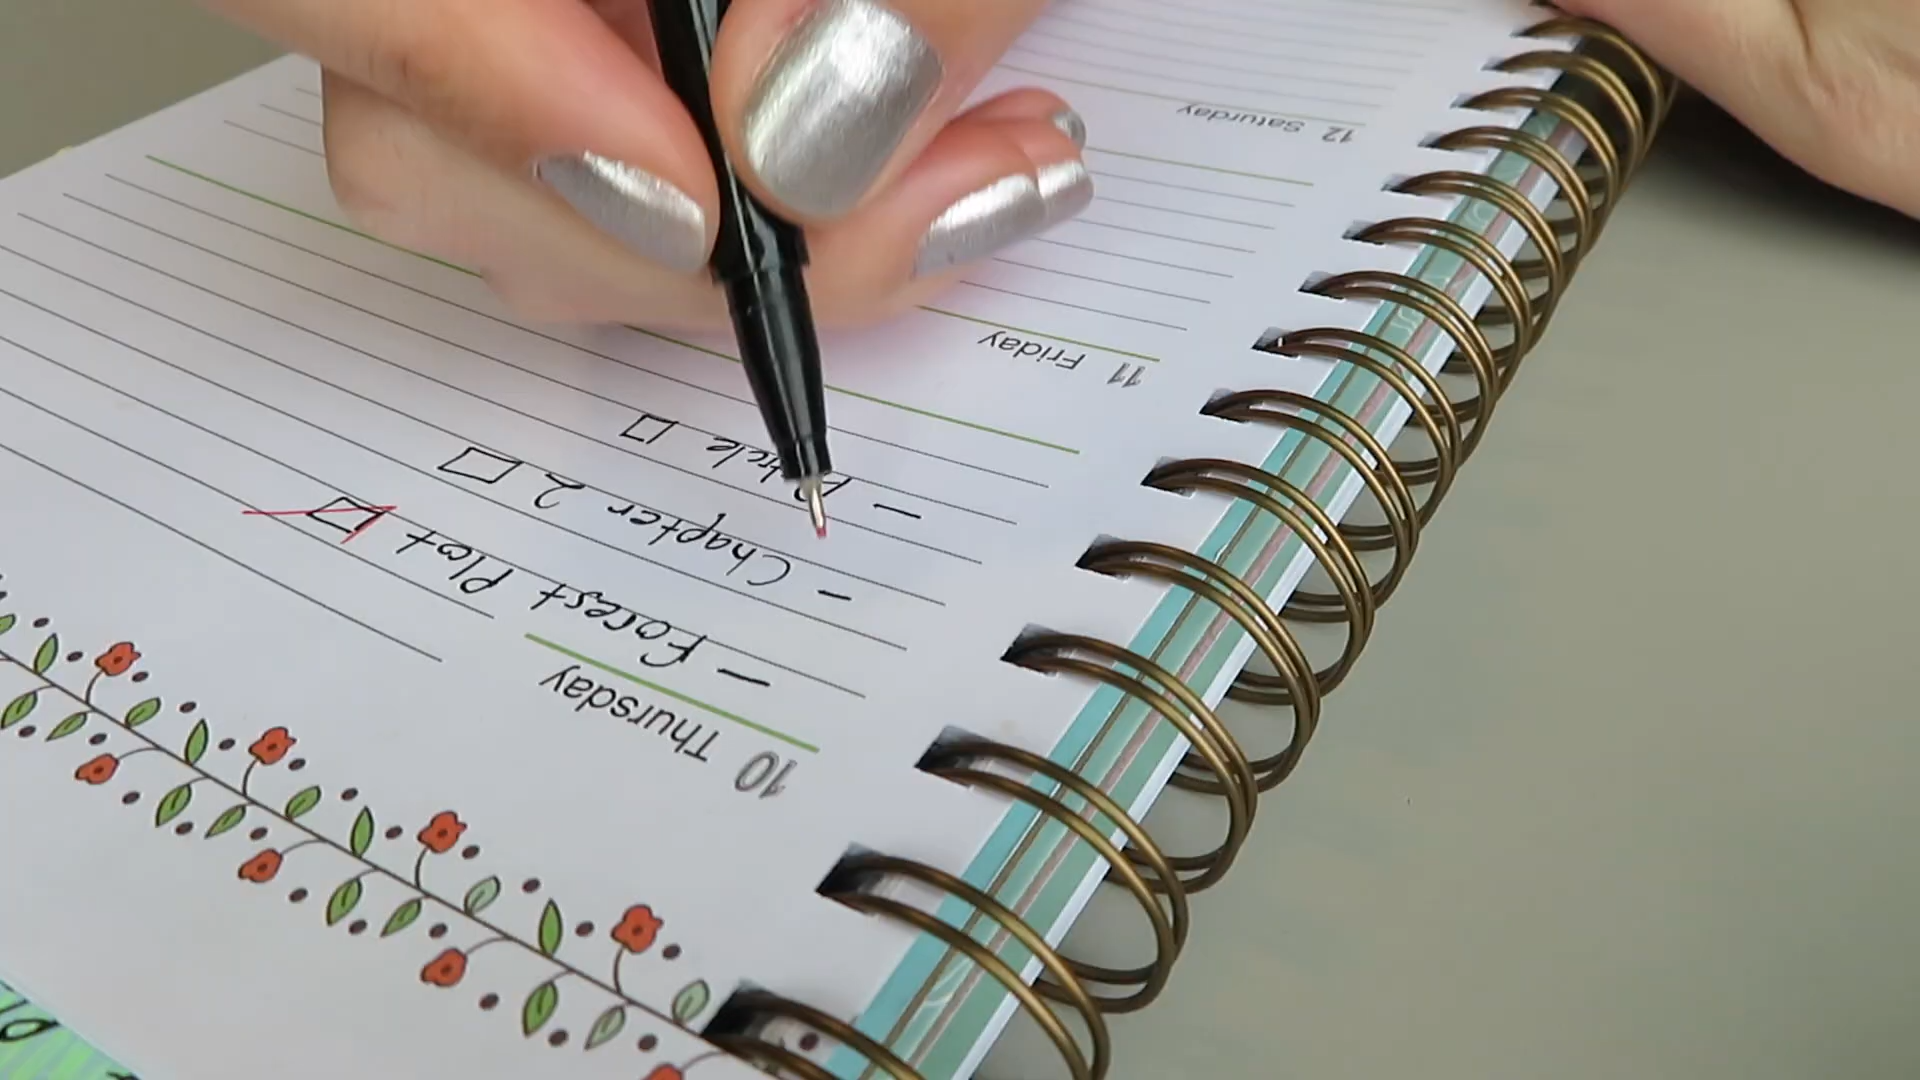 10 Thursday
- Forest Plot
- Chapter 2
-
11 Friday
12 Saturday